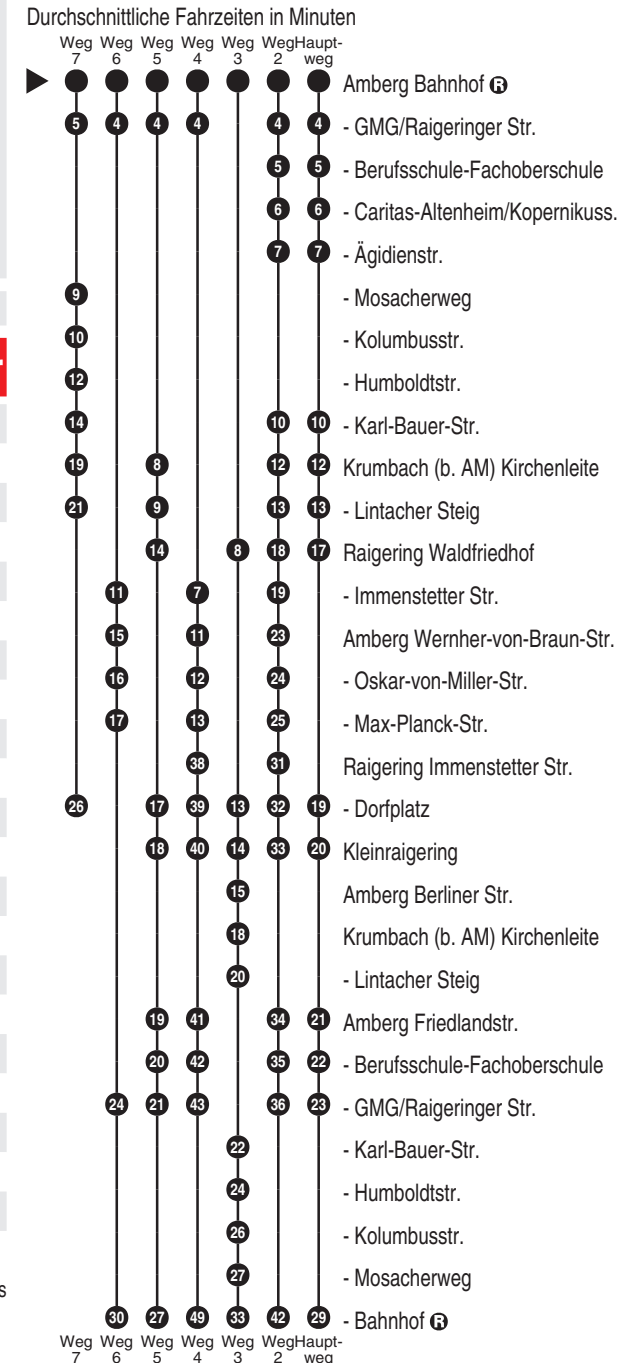 Durchschnittliche Fahrzeiten in Minuten
Weg Weg Weg Weg Weg Weg Haupt-
7 6 5 4 3 2 weg
Amberg Bahnhof R
5 4 4 4 4 4 - GMG/Raigeringer Str.
5 5 - Berufsschule-Fachoberschule
6 6 - Caritas-Altenheim/Kopernikuss.
7 7 - Ägidienstr.
9 - Mosacherweg
10 - Kolumbusstr.
12 - Humboldtstr.
14 10 10 - Karl-Bauer-Str.
19 8 12 12 Krumbach (b. AM) Kirchenleite
21 9 13 13 - Lintacher Steig
14 8 18 17 Raigering Waldfriedhof
11 7 19 - Immenstetter Str.
15 11 23 Amberg Wernher-von-Braun-Str.
16 12 24 - Oskar-von-Miller-Str.
17 13 25 - Max-Planck-Str.
38 31 Raigering Immenstetter Str.
26 17 39 13 32 19 - Dorfplatz
18 40 14 33 20 Kleinraigering
15 Amberg Berliner Str.
18 Krumbach (b. AM) Kirchenleite
20 - Lintacher Steig
19 41 34 21 Amberg Friedlandstr.
20 42 35 22 - Berufsschule-Fachoberschule
24 21 43 36 23 - GMG/Raigeringer Str.
22 - Karl-Bauer-Str.
24 - Humboldtstr.
26 - Kolumbusstr.
27 - Mosacherweg
s
30 27 49 33 42 29 - Bahnhof R
Weg Weg Weg Weg Weg Weg Haupt-
7 6 5 4 3 2 weg